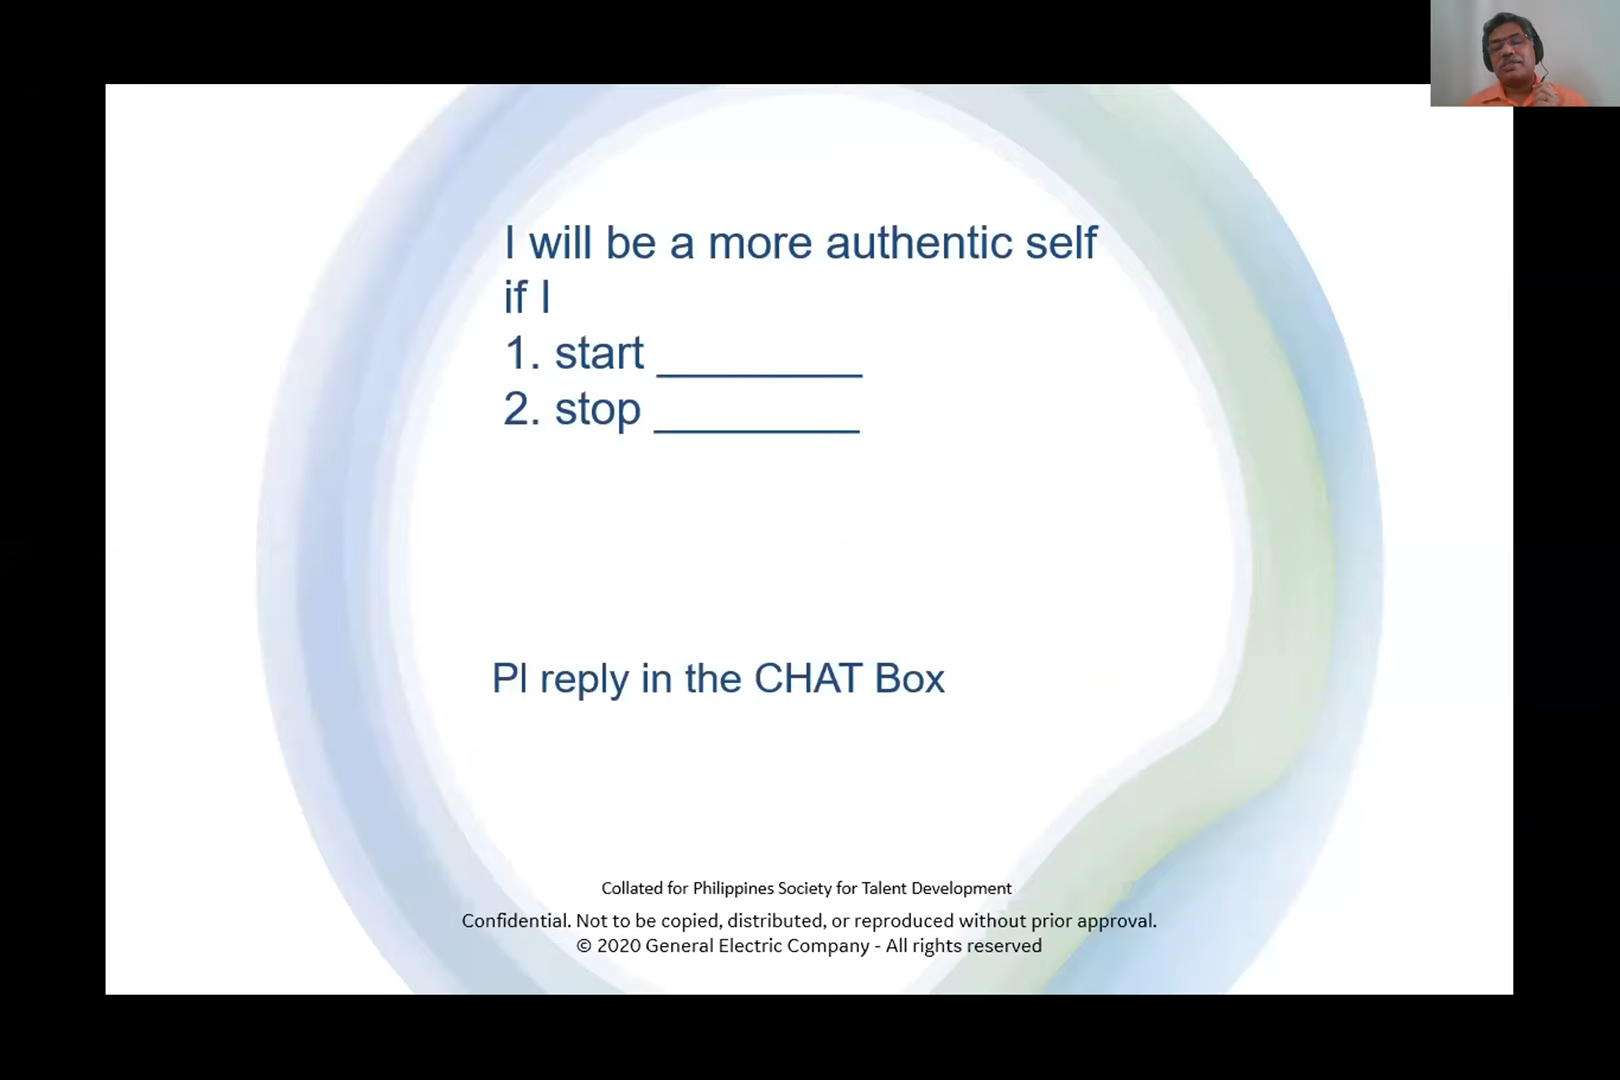 I will be a more authentic self
if I
1. start _________
2. stop _________
Pl reply in the CHAT Box
Collated for Philippines Society for Talent Development
Confidential. Not to be copied, distributed, or reproduced without prior approval.
© 2020 General Electric Company - All rights reserved